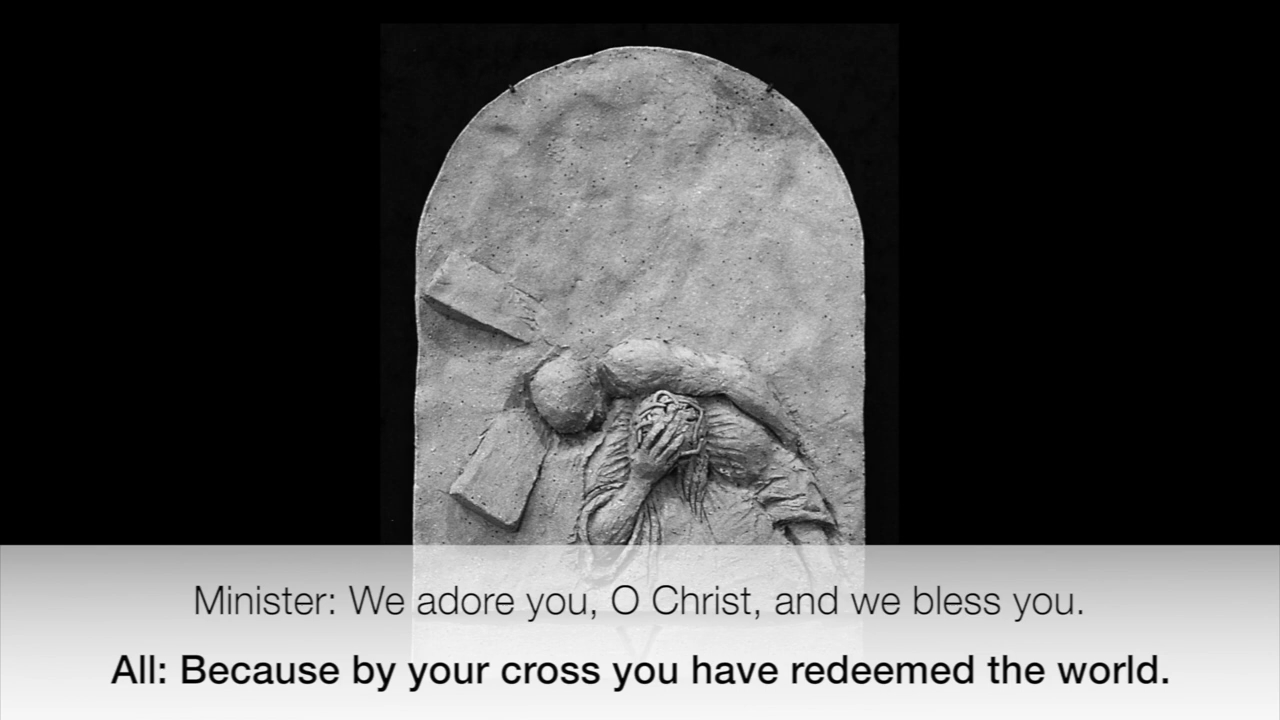 Minister: We adore you, O Christ, and we bless you.
All: Because by your cross you have redeemed the world.